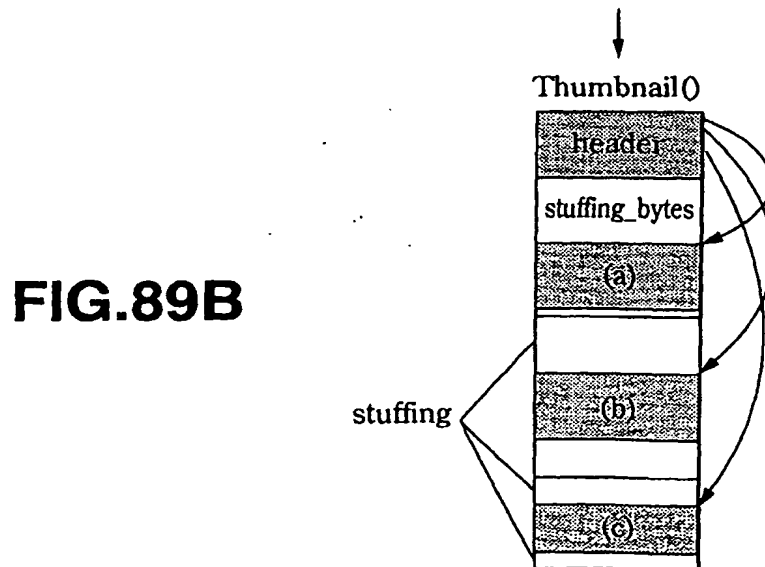 Thumbnail()
header
stuffing_bytes
(a)
FIG.89B
(b)
stuffing
(c)